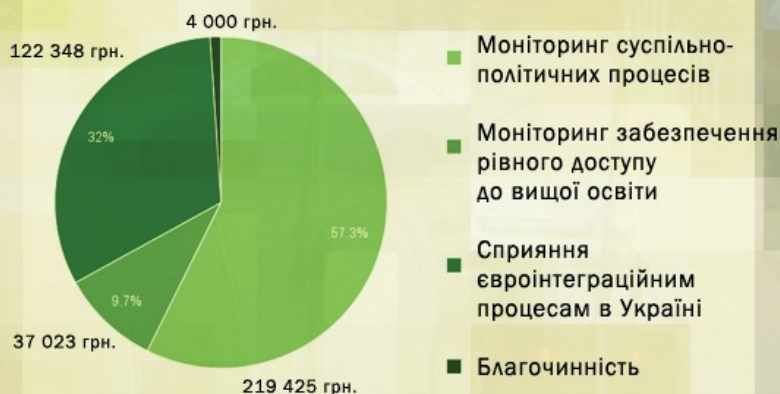 4 000 грн.
122 348 грн.
32%
57.3%
9.7%
37 023 грн.
219 425 грн.
Моніторинг суспільно-
політичних процесів
Моніторинг забезпечення
рівного доступу
до вищої освіти
Сприяння
євроінтеграційним
процесам в Україні
Благочинність